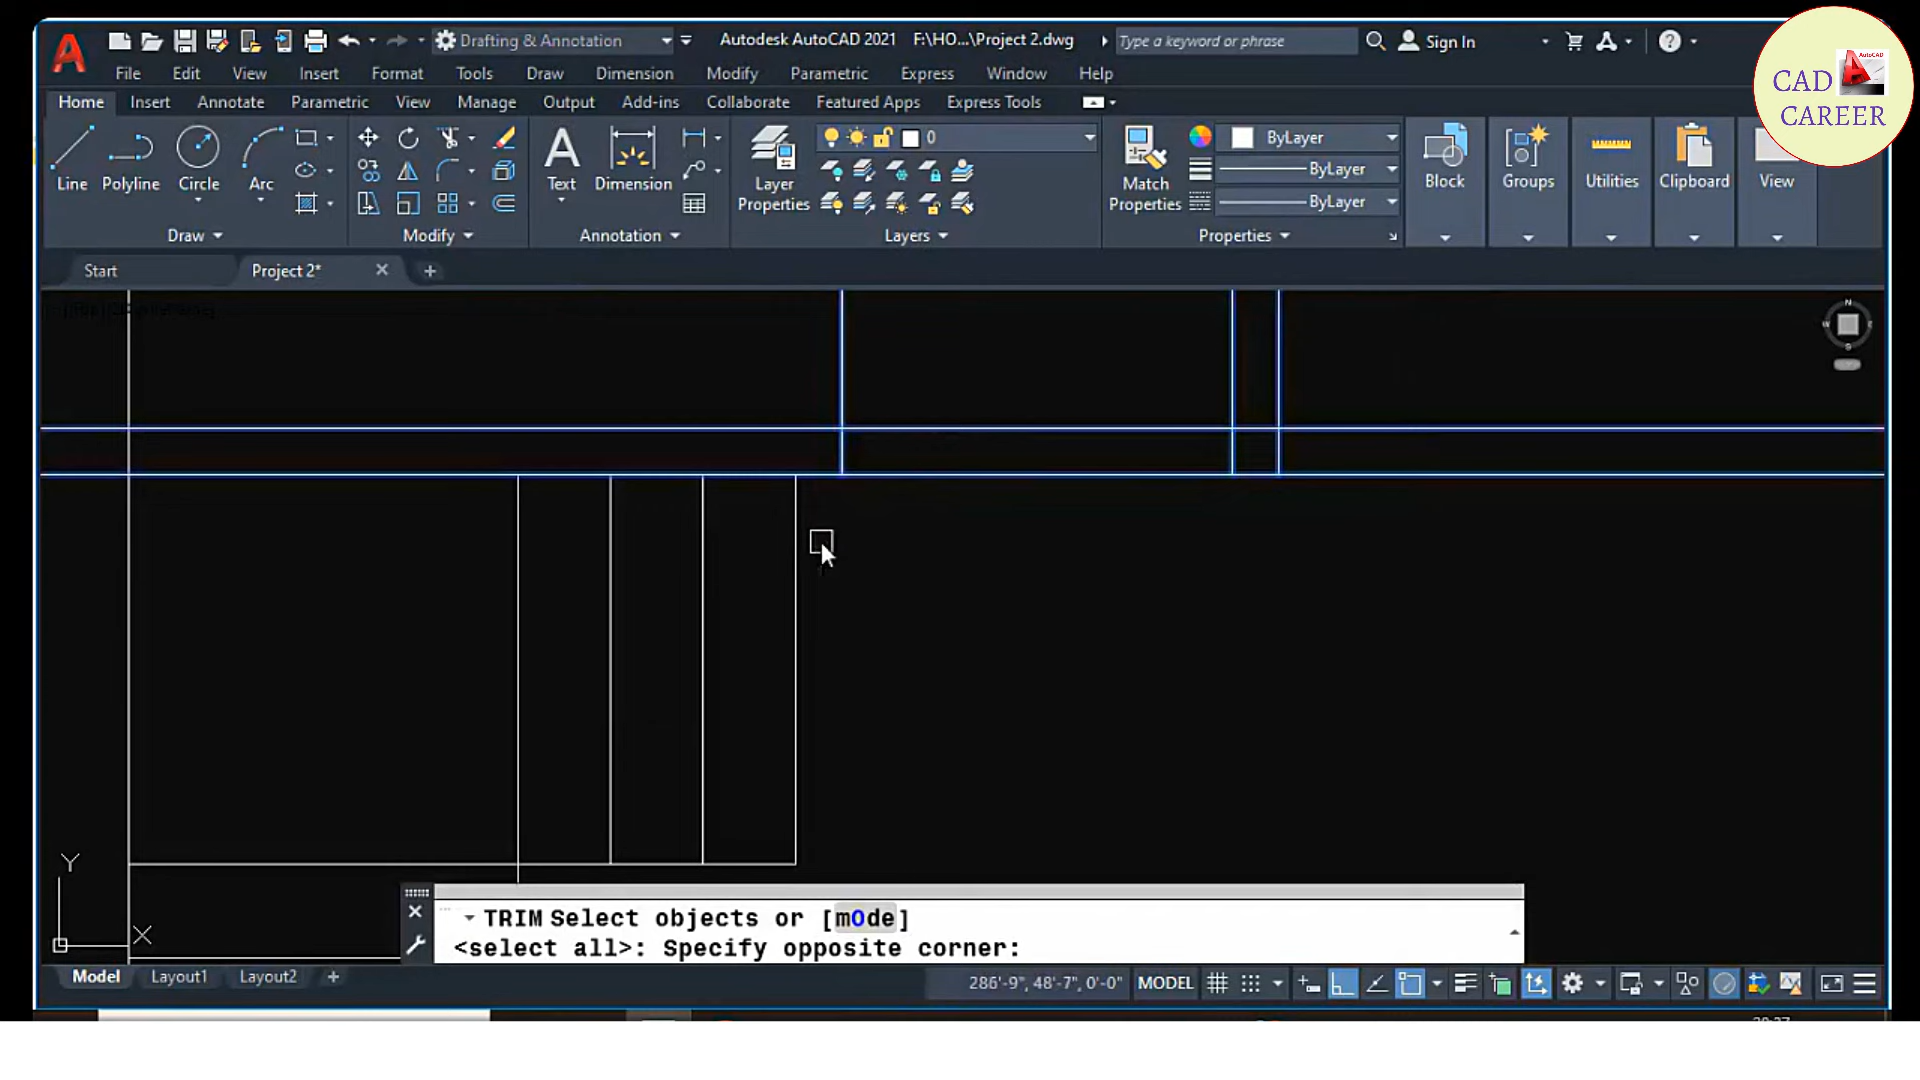 Drafting & Annotation
Autodesk AutoCAD 2021 F:\HO...\Project 2.dwg
Type a keyword or phrase
Sign In
CAD
CAREER
AutoCAD
File Edit View Insert Format Tools Draw Dimension Modify Parametric Express Window Help
Home Insert Annotate Parametric View Manage Output Add-ins Collaborate Featured Apps Express Tools
0
ByLayer
ByLayer
ByLayer
Line Polyline Circle Arc
Text Dimension
Layer
Properties
Match
Properties
Block Groups Utilities Clipboard View
Draw Modify Annotation Layers Properties
Start Project 2*
N
W
S
Y
X
TRIM Select objects or [mOde]
<select all>: Specify opposite corner:
Model Layout1 Layout2
286'-9", 48'-7", 0'-0" MODEL